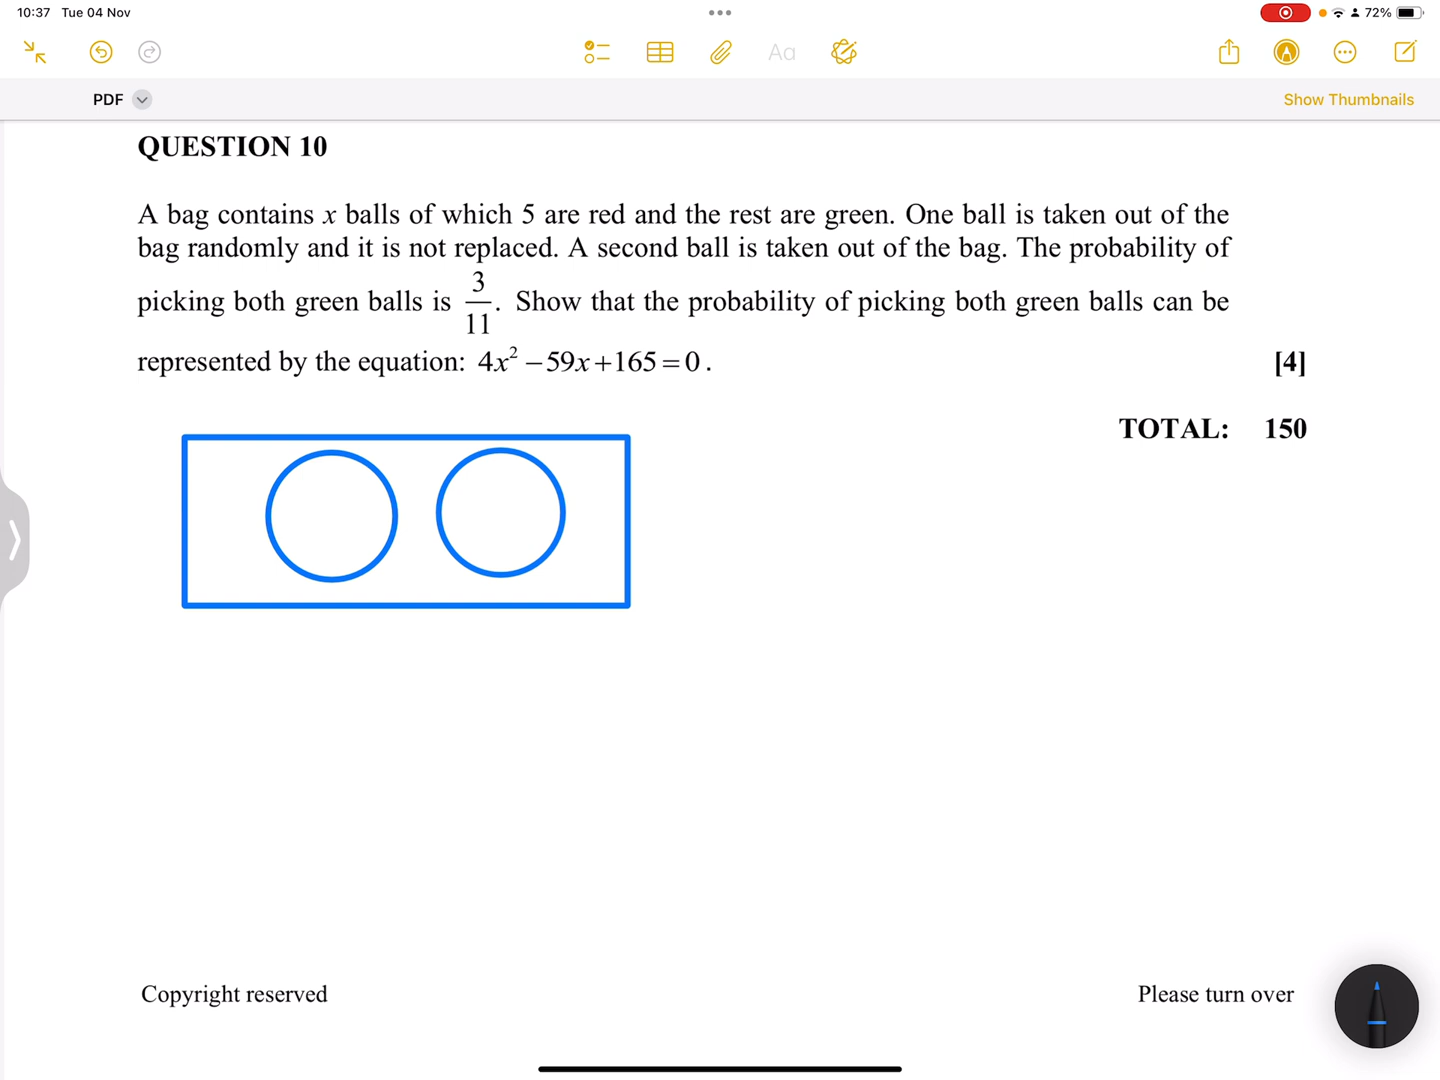 10:37 Tue 04 Nov
72%
Aa
PDF
Show Thumbnails
QUESTION 10
A bag contains x balls of which 5 are red and the rest are green. One ball is taken out of the
bag randomly and it is not replaced. A second ball is taken out of the bag. The probability of
picking both green balls is 3/11. Show that the probability of picking both green balls can be
represented by the equation: 4x² − 59x + 165 = 0. [4]
TOTAL: 150
Copyright reserved
Please turn over